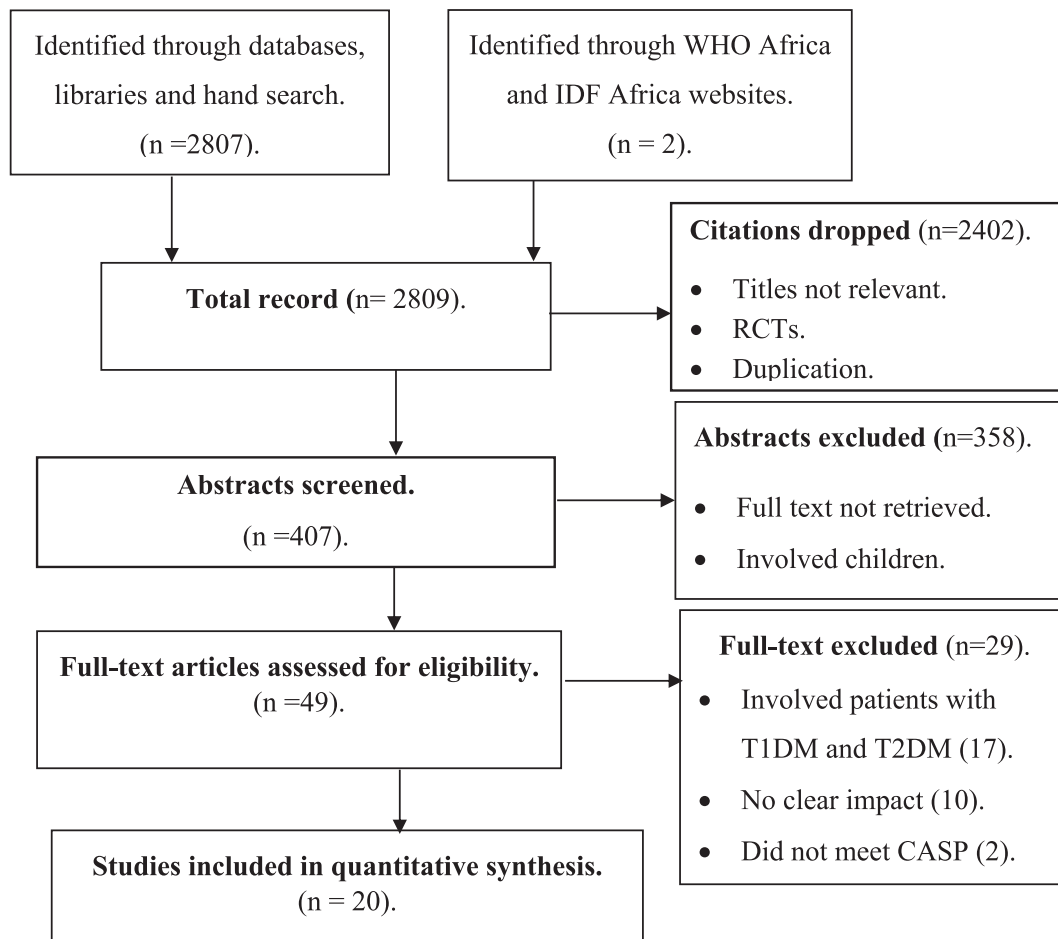 Identified through databases,
libraries and hand search.
(n =2807).
Identified through WHO Africa
and IDF Africa websites.
(n = 2).
Citations dropped (n=2402).
• Titles not relevant.
• RCTs.
• Duplication.
Total record (n= 2809).
Abstracts excluded (n=358).
• Full text not retrieved.
• Involved children.
Abstracts screened.
(n =407).
Full-text excluded (n=29).
• Involved patients with
T1DM and T2DM (17).
• No clear impact (10).
• Did not meet CASP (2).
Full-text articles assessed for eligibility.
(n =49).
Studies included in quantitative synthesis.
(n = 20).